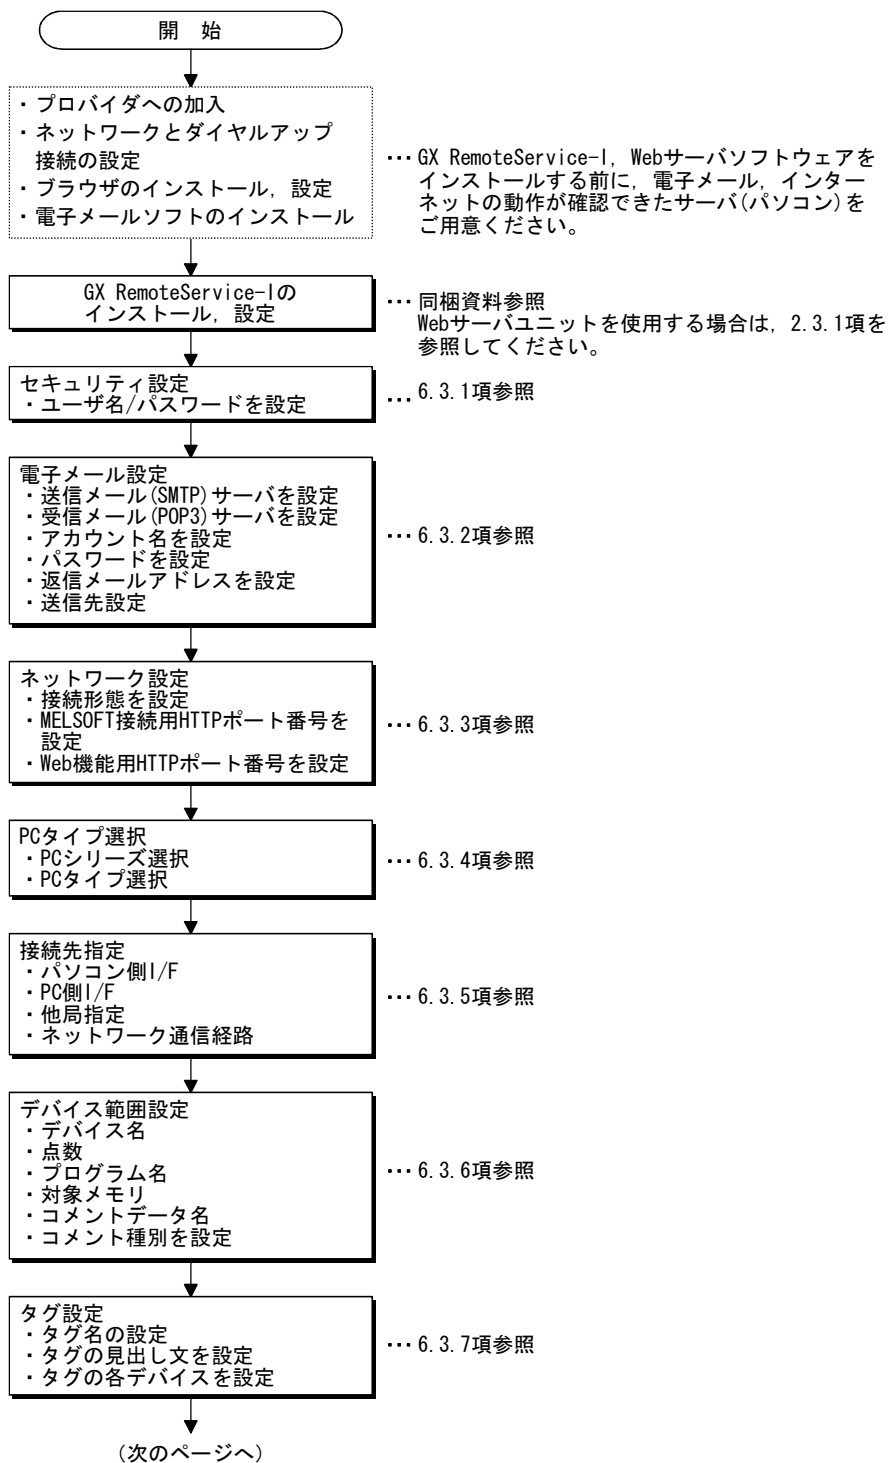 開　始
・プロバイダへの加入
・ネットワークとダイヤルアップ
接続の設定
・ブラウザのインストール，設定
・電子メールソフトのインストール
… GX RemoteService-I，Webサーバソフトウェアを
インストールする前に，電子メール，インター
ネットの動作が確認できたサーバ(パソコン)を
ご用意ください。
GX RemoteService-Iの
インストール，設定
… 同梱資料参照
Webサーバユニットを使用する場合は，2.3.1項を
参照してください。
セキュリティ設定
・ユーザ名/パスワードを設定
… 6.3.1項参照
電子メール設定
・送信メール(SMTP)サーバを設定
・受信メール(POP3)サーバを設定
・アカウント名を設定
・パスワードを設定
・返信メールアドレスを設定
・送信先設定
… 6.3.2項参照
ネットワーク設定
・接続形態を設定
・MELSOFT接続用HTTPポート番号を
設定
・Web機能用HTTPポート番号を設定
… 6.3.3項参照
PCタイプ選択
・PCシリーズ選択
・PCタイプ選択
… 6.3.4項参照
接続先指定
・パソコン側I/F
・PC側I/F
・他局指定
・ネットワーク通信経路
… 6.3.5項参照
デバイス範囲設定
・デバイス名
・点数
・プログラム名
・対象メモリ
・コメントデータ名
・コメント種別を設定
… 6.3.6項参照
タグ設定
・タグ名の設定
・タグの見出し文を設定
・タグの各デバイスを設定
… 6.3.7項参照
(次のページへ)